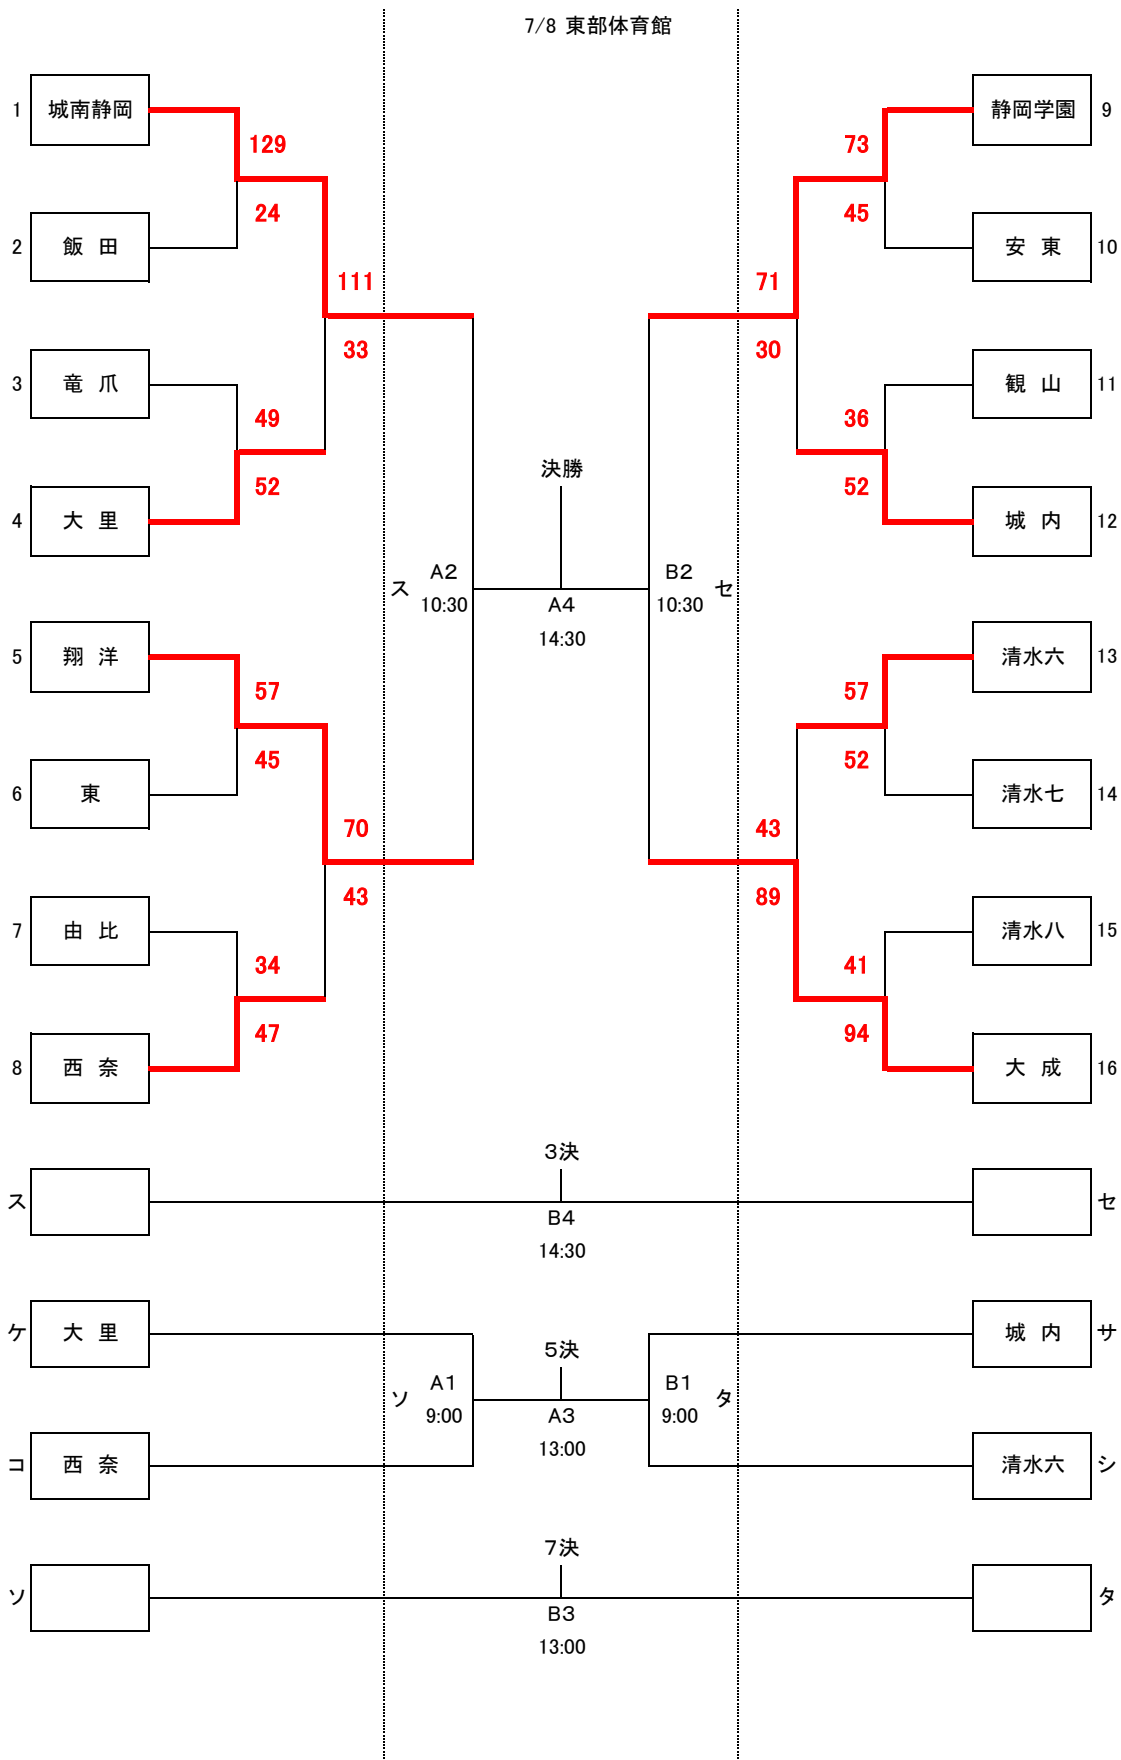 7/8 東部体育館
1 城南静岡 静岡学園 9
129 73
24 45
2 飯 田 安 東 10
111 71
33 30
3 竜 爪 観 山 11
49 36
52 52
4 大 里 城 内 12
決勝
ス A2 B2 セ
10:30 A4 10:30
14:30
5 翔 洋 清水六 13
57 57
45 52
6 東 清水七 14
70 43
43 89
7 由 比 清水八 15
34 41
47 94
8 西 奈 大 成 16
3決
ス セ
B4
14:30
ケ 大 里 城 内 サ
5決
ソ A1 B1 タ
9:00 A3 9:00
13:00
コ 西 奈 清水六 シ
7決
ソ タ
B3
13:00